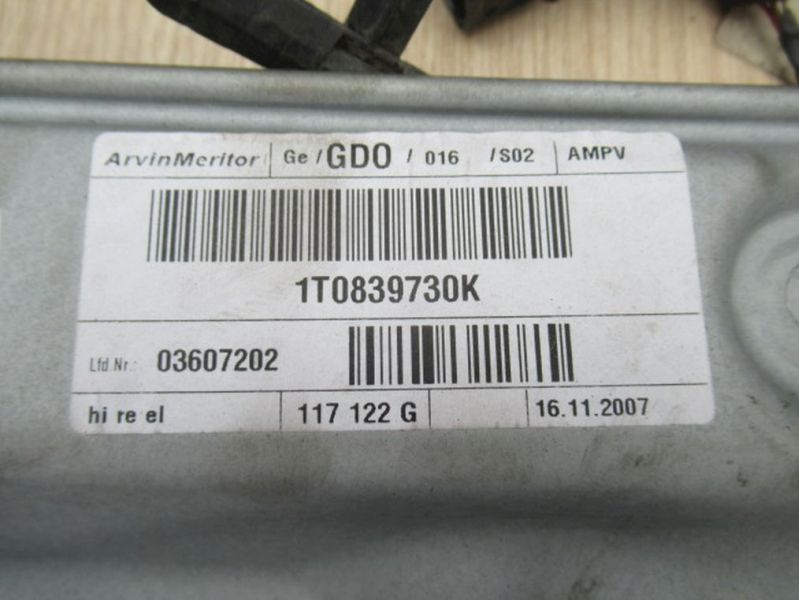 ArvinMeritor Ge / GDO / 016 / S02 AMPV
1T0839730K
Lfd Nr.: 03607202
hi re el 117 122 G 16.11.2007